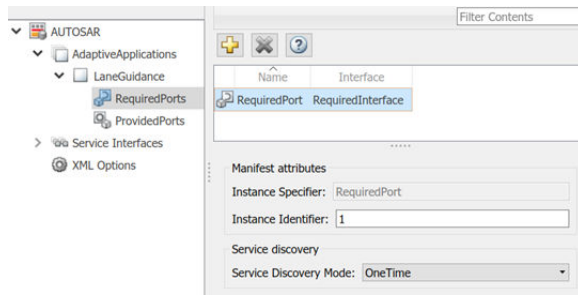 Filter Contents
AUTOSAR
AdaptiveApplications
LaneGuidance
RequiredPorts
ProvidedPorts
Service Interfaces
XML Options
Name Interface
RequiredPort RequiredInterface
Manifest attributes
Instance Specifier: RequiredPort
Instance Identifier: 1
Service discovery
Service Discovery Mode: OneTime